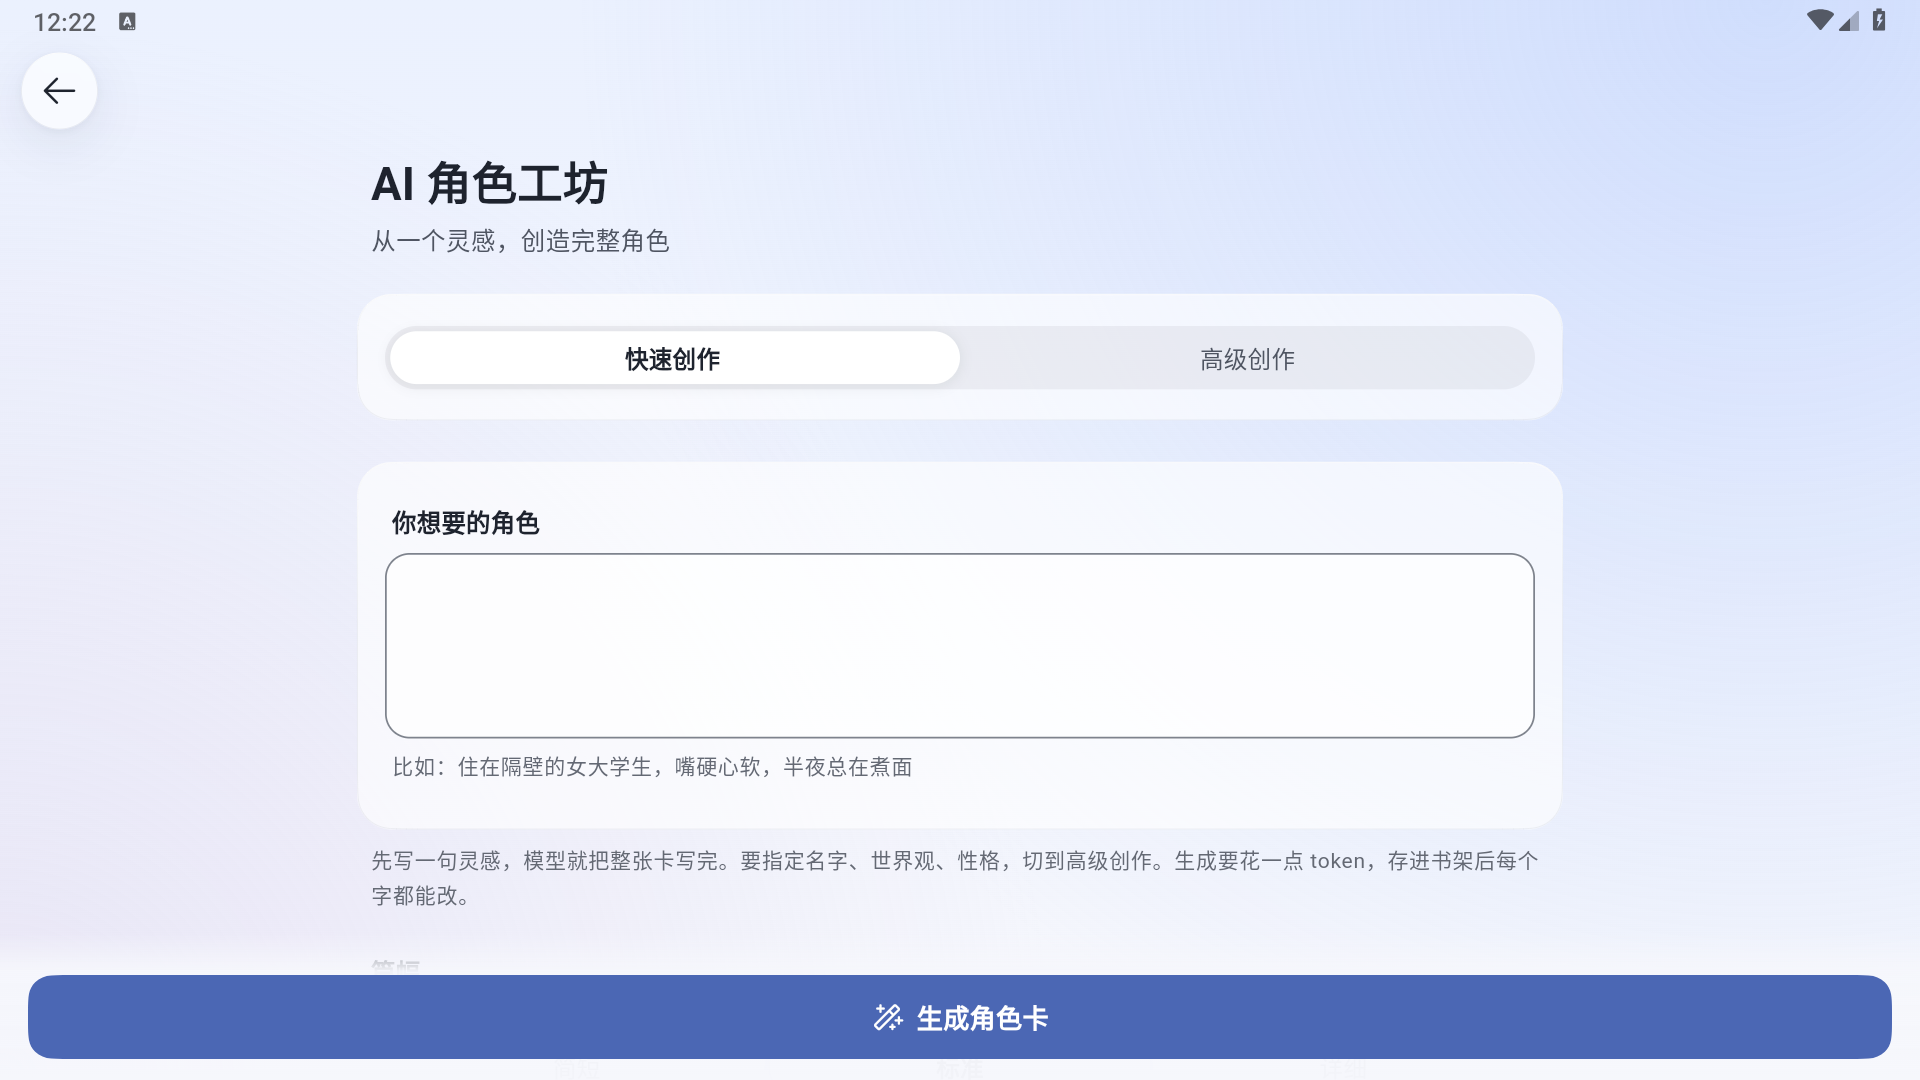 12:22
AI 角色工坊
从一个灵感，创造完整角色
快速创作
高级创作
你想要的角色
比如：住在隔壁的女大学生，嘴硬心软，半夜总在煮面
先写一句灵感，模型就把整张卡写完。要指定名字、世界观、性格，切到高级创作。生成要花一点 token，存进书架后每个
字都能改。
篇幅
生成角色卡
标准